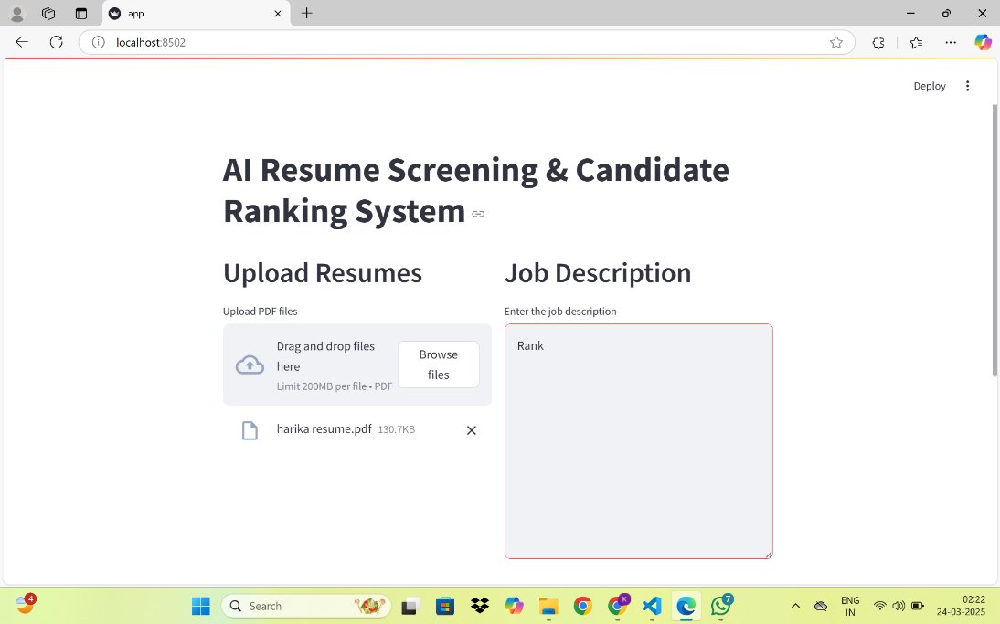 app
localhost:8502
Deploy
AI Resume Screening & Candidate
Ranking System
Upload Resumes
Upload PDF files
Drag and drop files
here
Limit 200MB per file • PDF
Browse
files
harika resume.pdf 130.7KB
Job Description
Enter the job description
Rank
4
Search
K
7
ENG
IN
02:22
24-03-2025